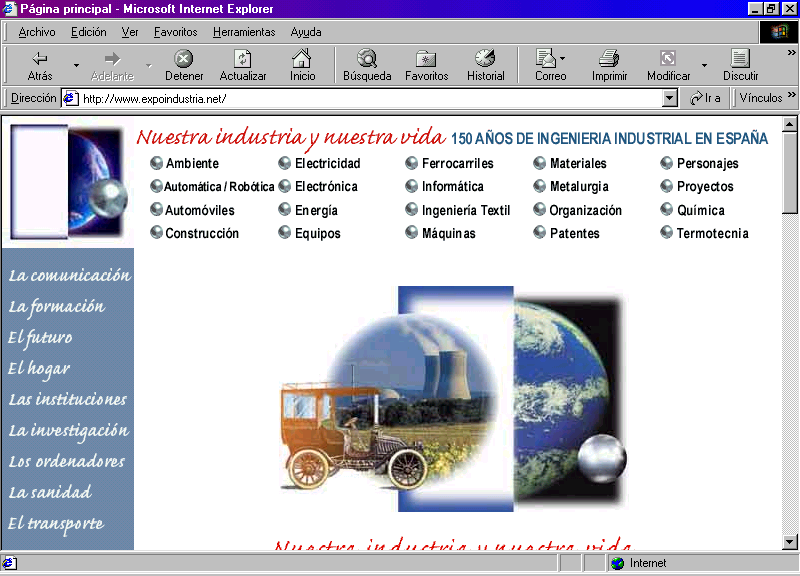 Página principal - Microsoft Internet Explorer
Archivo Edición Ver Favoritos Herramientas Ayuda
Atrás Adelante Detener Actualizar Inicio Búsqueda Favoritos Historial Correo Imprimir Modificar Discutir »
Dirección http://www.expoindustria.net/ Ir a Vínculos »
Nuestra industria y nuestra vida 150 AÑOS DE INGENIERIA INDUSTRIAL EN ESPAÑA
Ambiente Electricidad Ferrocarriles Materiales Personajes
Automática / Robótica Electrónica Informática Metalurgia Proyectos
Automóviles Energía Ingeniería Textil Organización Química
Construcción Equipos Máquinas Patentes Termotecnia
La comunicación
La formación
El futuro
El hogar
Las instituciones
La investigación
Los ordenadores
La sanidad
El transporte
Nuestra industria y nuestra vida
Internet